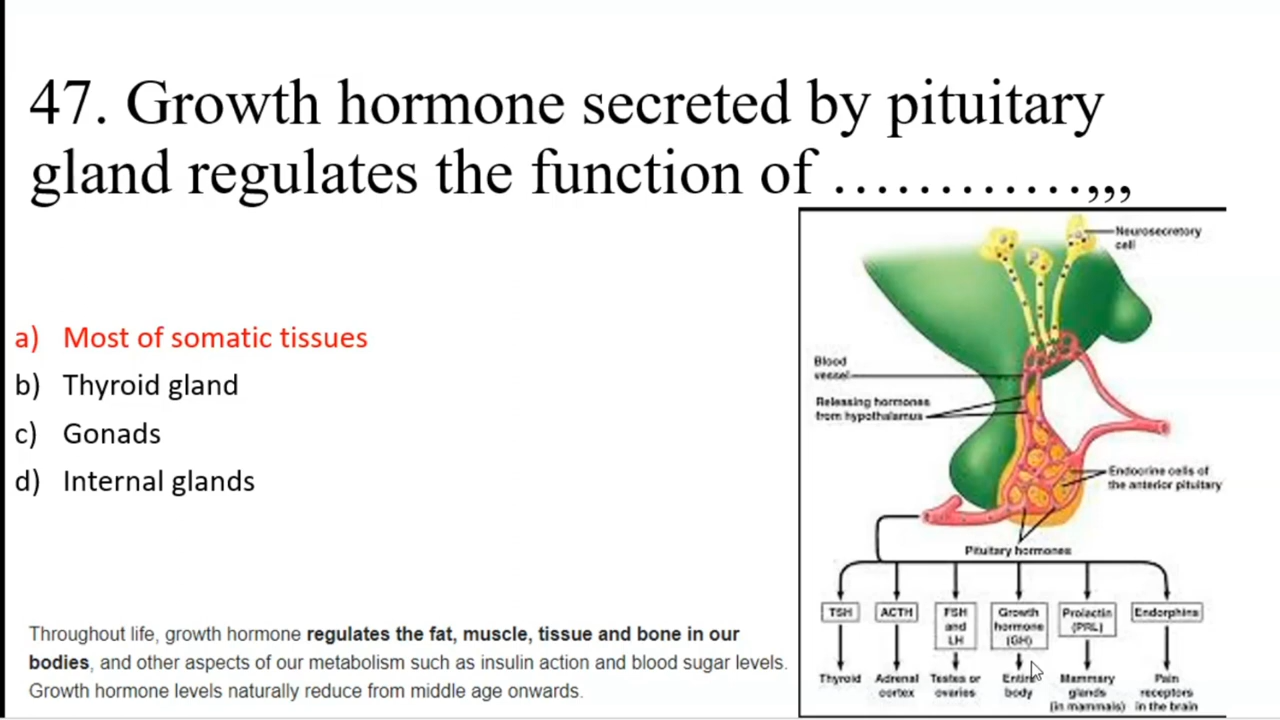 47. Growth hormone secreted by pituitary
gland regulates the function of ………….,,,
a) Most of somatic tissues
b) Thyroid gland
c) Gonads
d) Internal glands
Throughout life, growth hormone regulates the fat, muscle, tissue and bone in our
bodies, and other aspects of our metabolism such as insulin action and blood sugar levels.
Growth hormone levels naturally reduce from middle age onwards.
Neurosecretory
cell
Blood
vessel
Releasing hormones
from hypothalamus
Endocrine cells of
the anterior pituitary
Pituitary hormones
TSH
ACTH
FSH
and
LH
Growth
hormone
(GH)
Prolactin
(PRL)
Endorphins
Thyroid
Adrenal
cortex
Testes or
ovaries
Entire
body
Mammary
glands
(in mammals)
Pain
receptors
in the brain